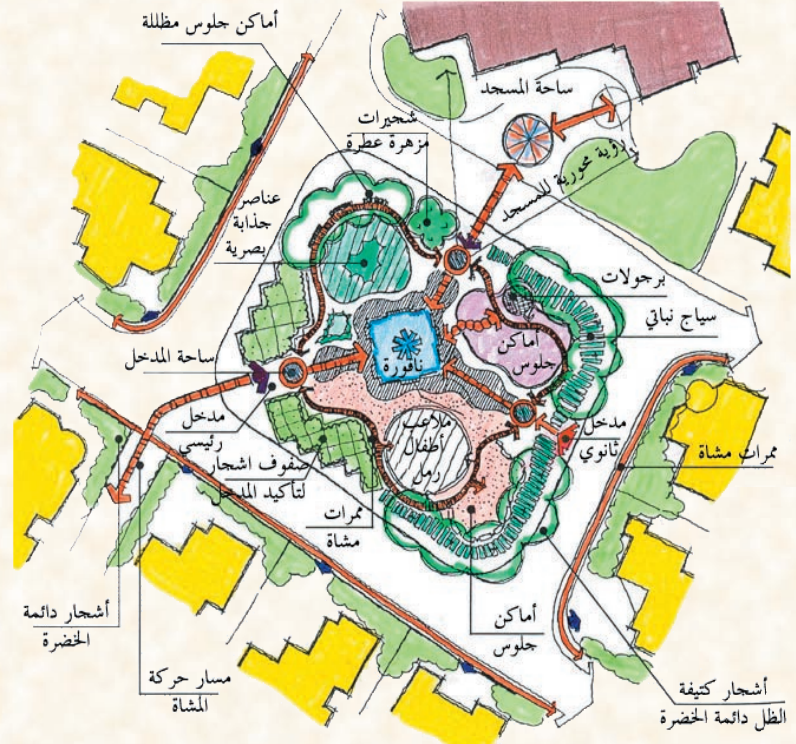 أماكن جلوس مظللة
ساحة المسجد
شجيرات
مزهرة عطرة
رؤية محورية للمسجد
عناصر
جذابة
بصرية
برجولات
سياج نباتي
أماكن
جلوس
نافورة
ساحة المدخل
مدخل
رئيسي
مدخل
ثانوي
ملاعب
أطفال
رمل
ممرات مشاة
صفوف اشجار
لتأكيد المدخل
ممرات
مشاة
أماكن
جلوس
أشجار دائمة
الخضرة
مسار حركة
المشاة
أشجار كثيفة
الظل دائمة الخضرة